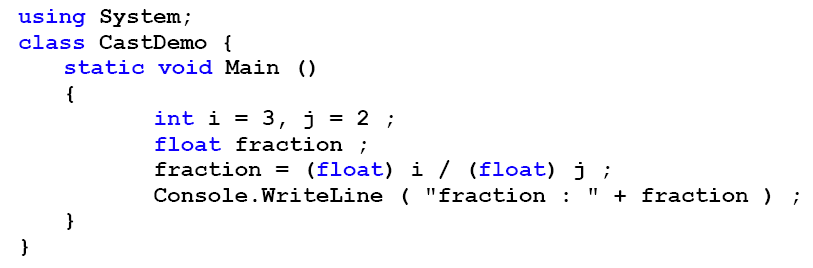 using System;
class CastDemo {
static void Main ()
{
int i = 3, j = 2 ;
float fraction ;
fraction = (float) i / (float) j ;
Console.WriteLine ( "fraction : " + fraction ) ;
}
}